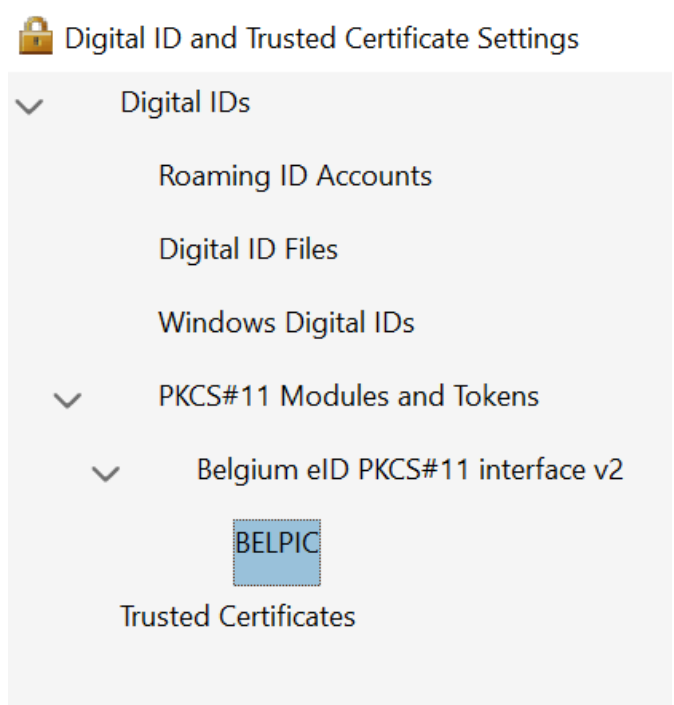 Digital ID and Trusted Certificate Settings
Digital IDs
Roaming ID Accounts
Digital ID Files
Windows Digital IDs
PKCS#11 Modules and Tokens
Belgium eID PKCS#11 interface v2
BELPIC
Trusted Certificates